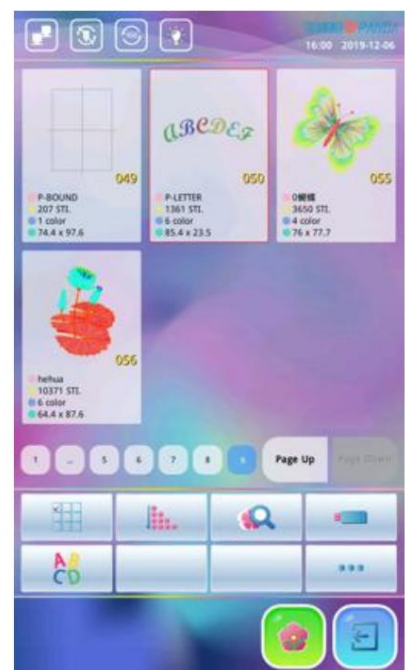 PANDA
16:00 2019-12-06
049
P-BOUND
207 STI.
1 color
74.4 x 97.6
ABCDEF
050
P-LETTER
1361 STI.
6 color
85.4 x 23.5
055
0蝴蝶
3650 STI.
4 color
76 x 77.7
056
hehua
10371 STI.
6 color
64.4 x 87.6
1 ... 5 6 7 8 9 Page Up Page Down
AB
CD